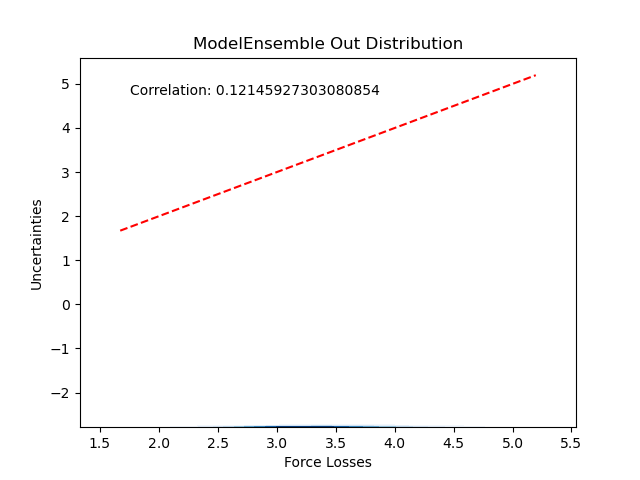 ModelEnsemble Out Distribution
Correlation: 0.12145927303080854
Uncertainties
5
4
3
2
1
0
−1
−2
1.5 2.0 2.5 3.0 3.5 4.0 4.5 5.0 5.5
Force Losses